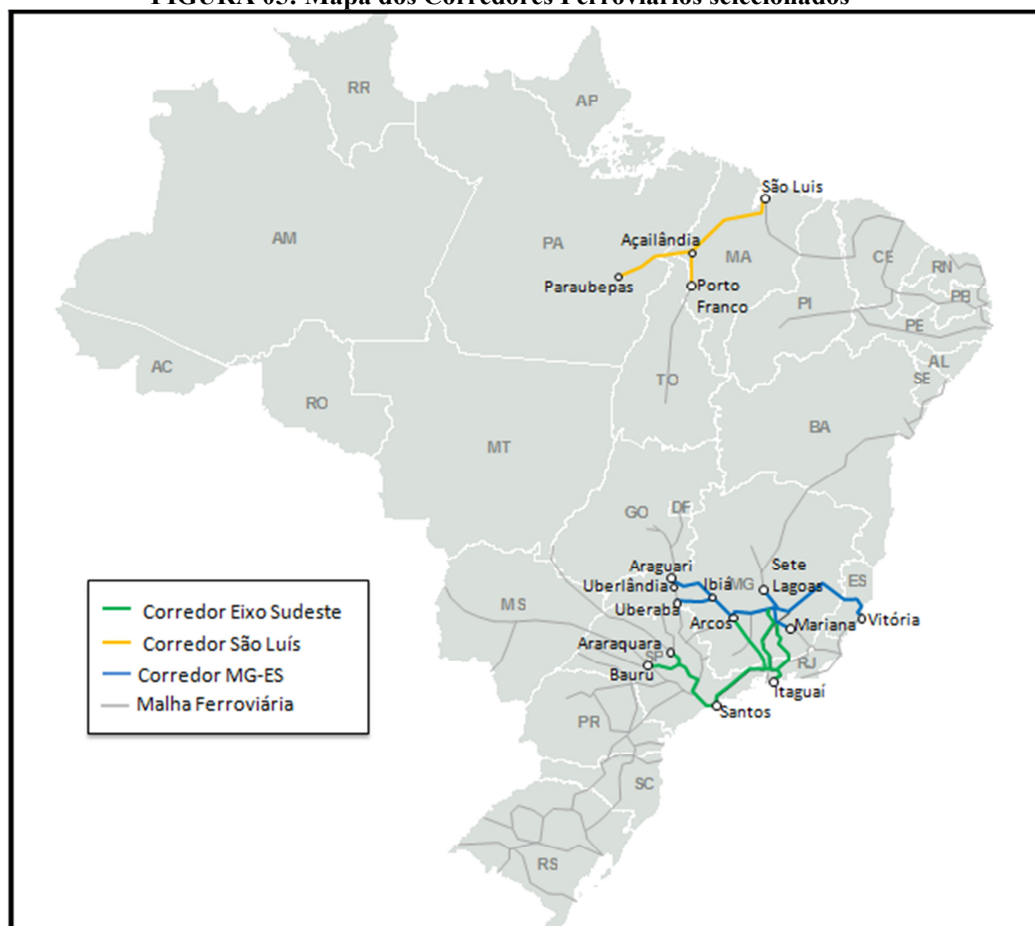 FIGURA 05: Mapa dos Corredores Ferroviários selecionados
RR
AP
São Luis
AM
PA
Açailândia
MA
CE
RN
Paraubepas
Porto
Franco
PI
PB
PE
AC
TO
AL
SE
RO
MT
BA
GO
DF
Araguari
Sete
Lagoas
Uberlândia
Ibiá
MG
ES
Uberaba
MS
Arcos
Mariana
Vitória
Araraquara
SP
RJ
Bauru
Itaguaí
Santos
PR
SC
RS
Corredor Eixo Sudeste
Corredor São Luís
Corredor MG-ES
Malha Ferroviária